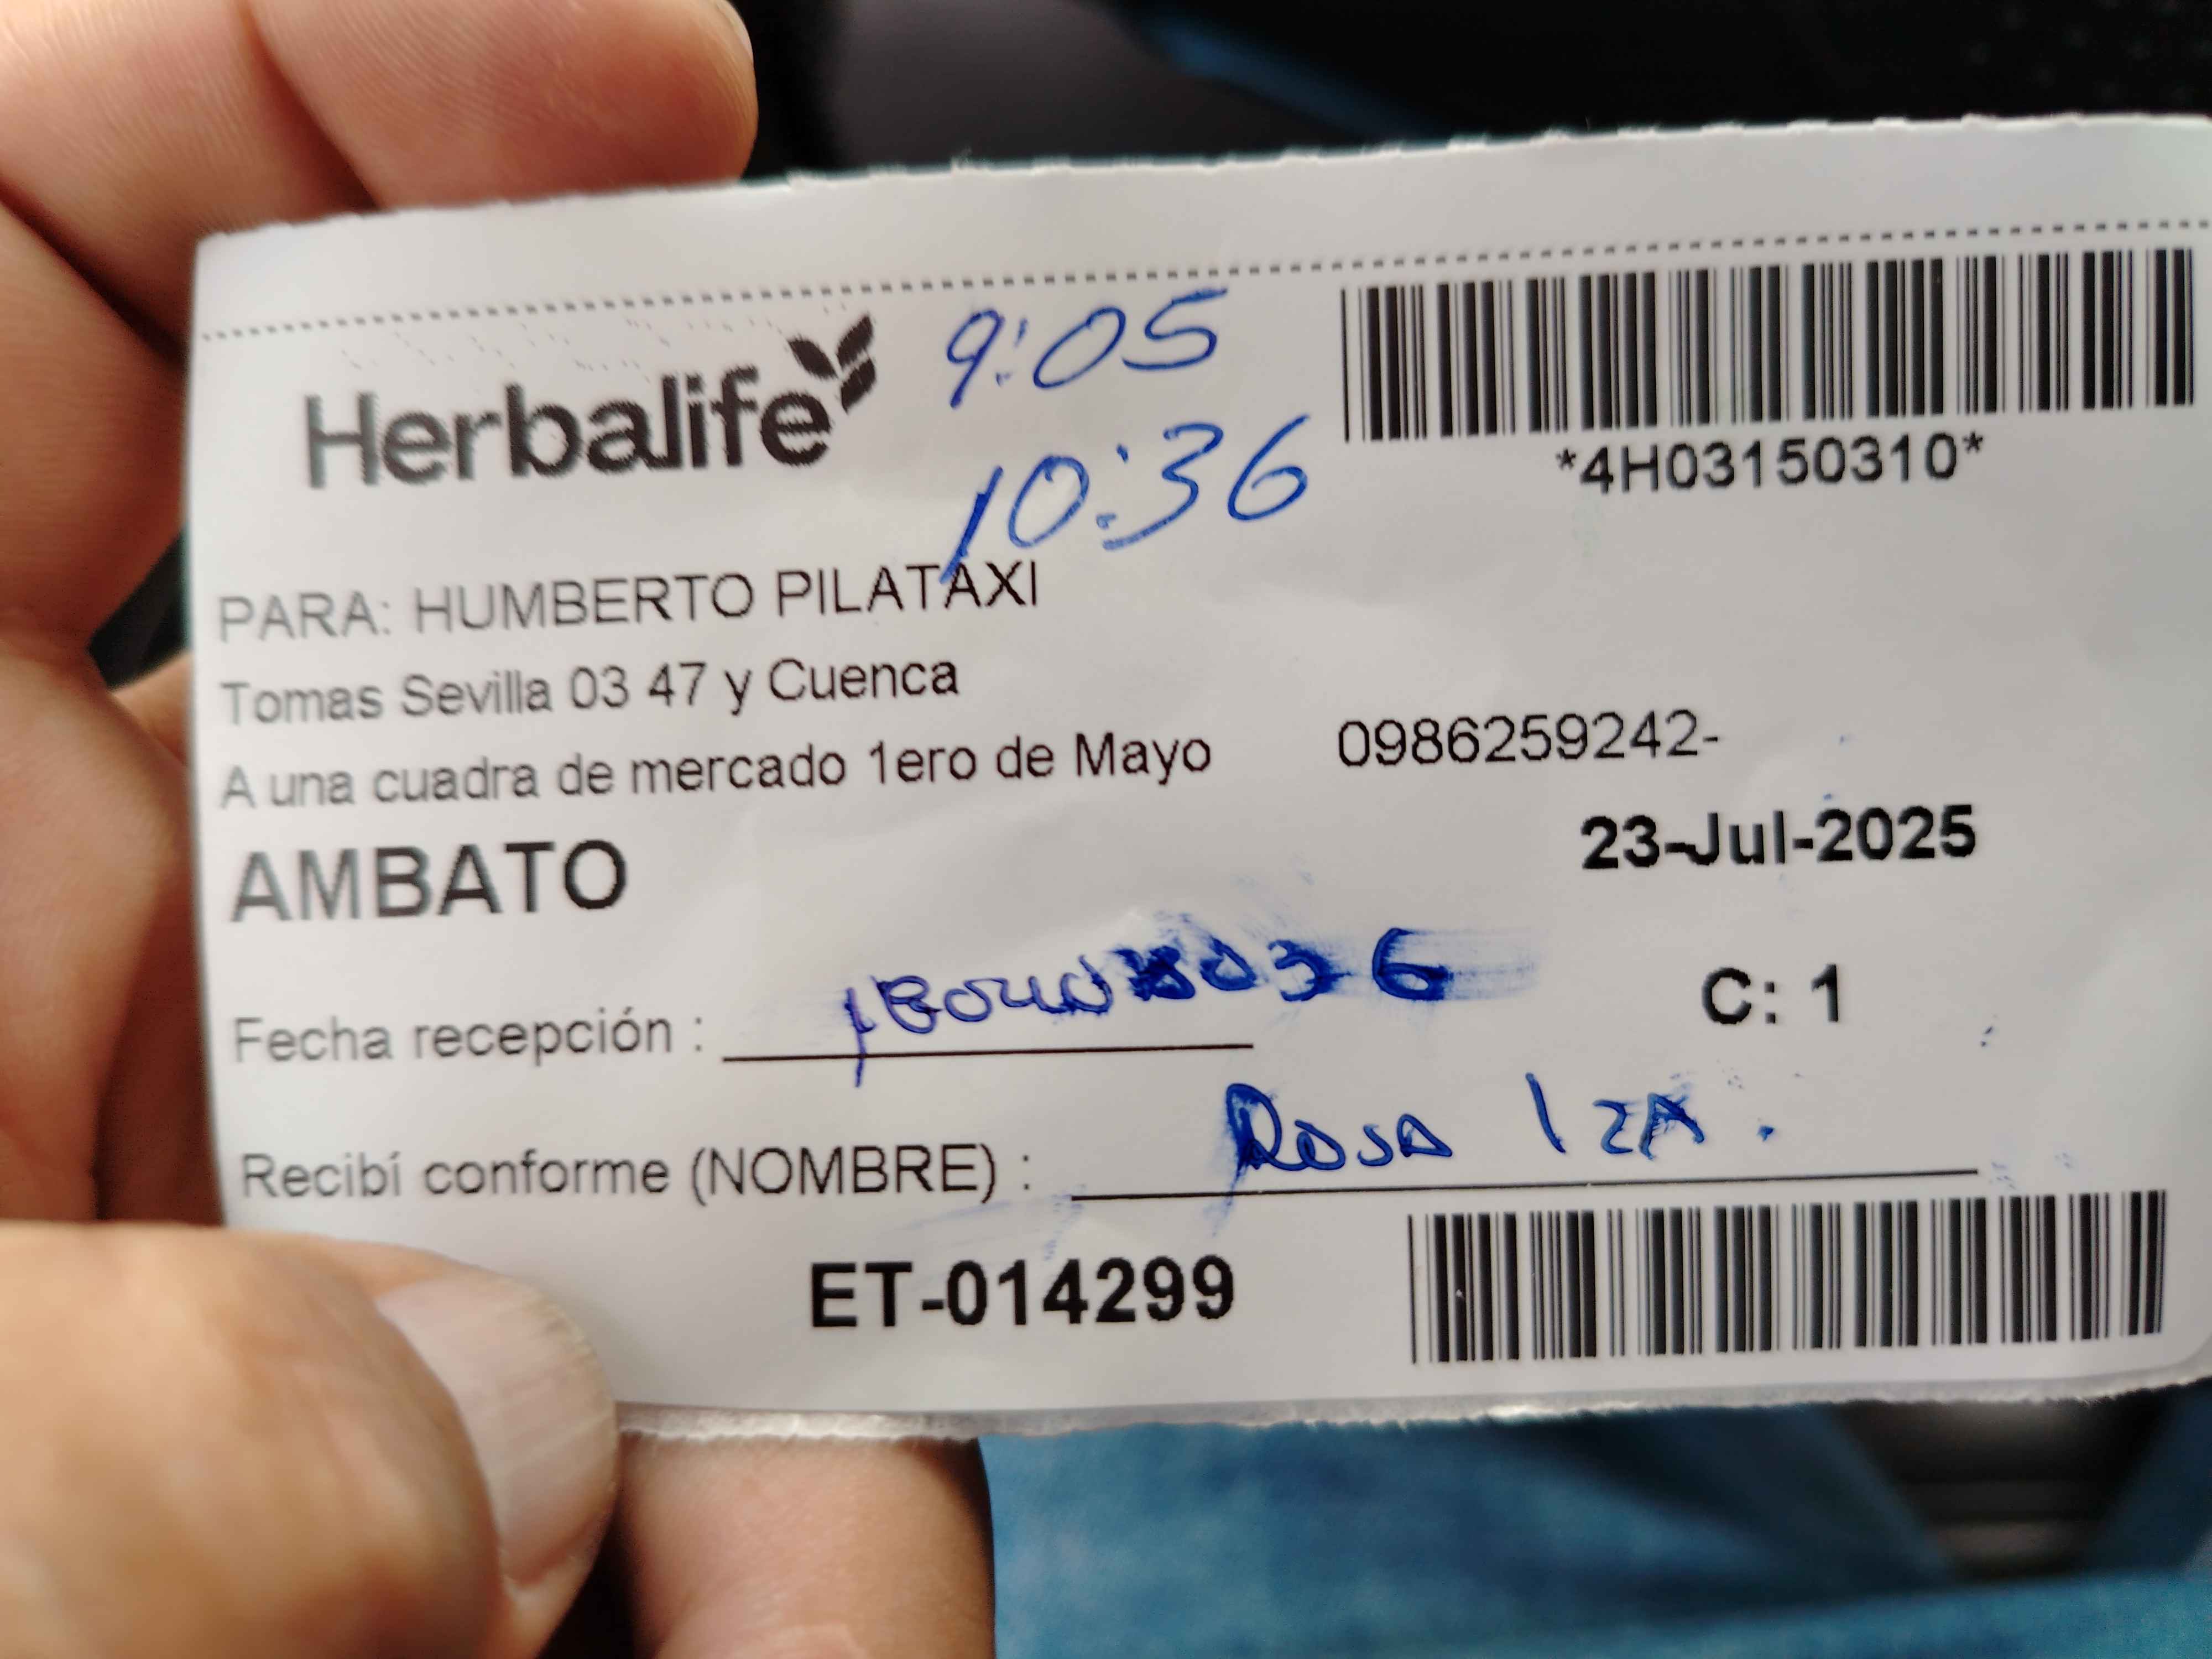 Herbalife
9:05
10:36
*4H03150310*
PARA: HUMBERTO PILATAXI
Tomas Sevilla 03 47 y Cuenca
A una cuadra de mercado 1ero de Mayo
0986259242-
AMBATO
23-Jul-2025
Fecha recepción :
C: 1
Recibí conforme (NOMBRE) : ROSA IZA.
ET-014299